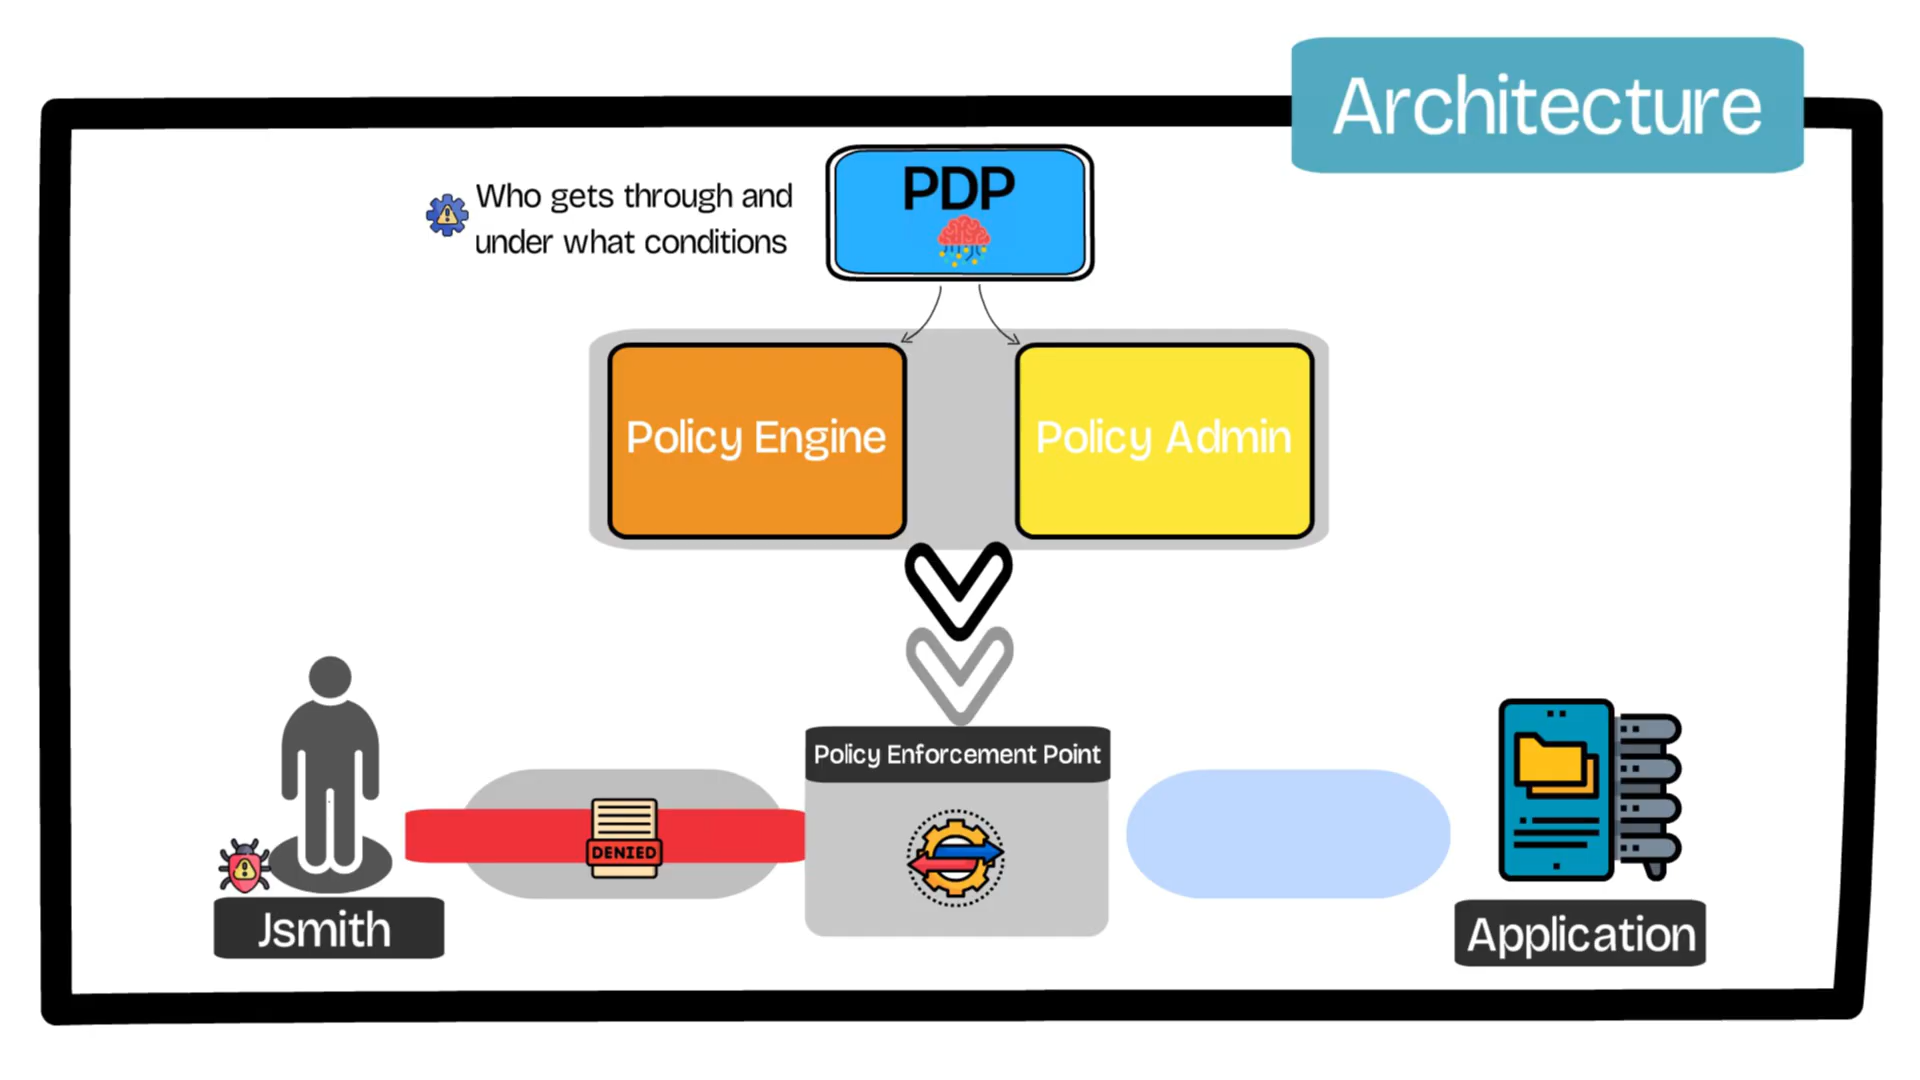 Architecture
PDP
Who gets through and
under what conditions
Policy Engine
Policy Admin
Policy Enforcement Point
DENIED
Jsmith
Application